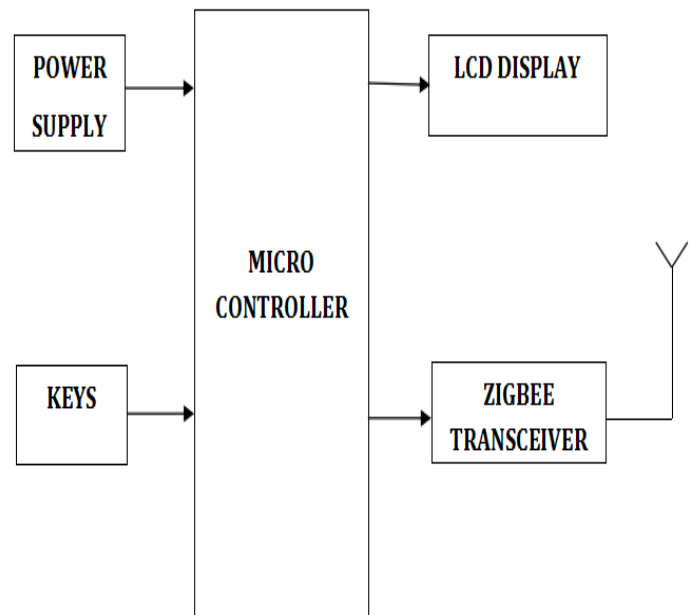 POWER
SUPPLY
LCD DISPLAY
MICRO
CONTROLLER
KEYS
ZIGBEE
TRANSCEIVER